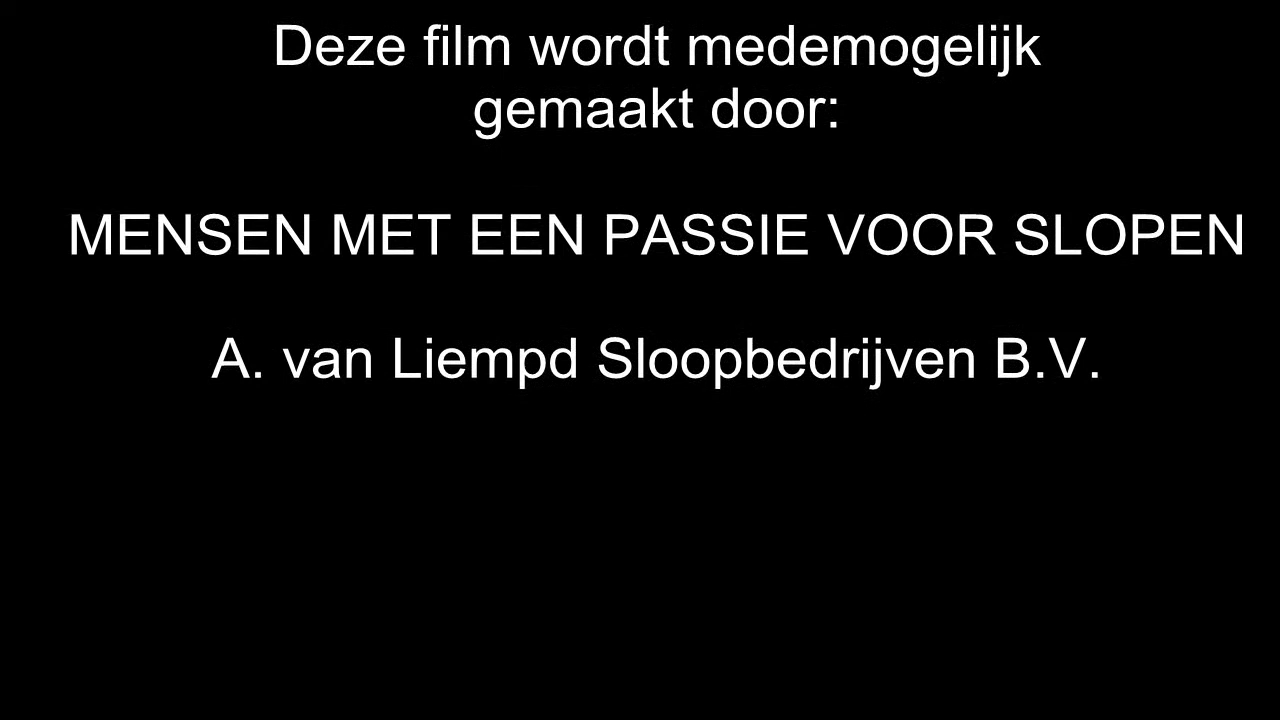 Deze film wordt medemogelijk
gemaakt door:
MENSEN MET EEN PASSIE VOOR SLOPEN
A. van Liempd Sloopbedrijven B.V.